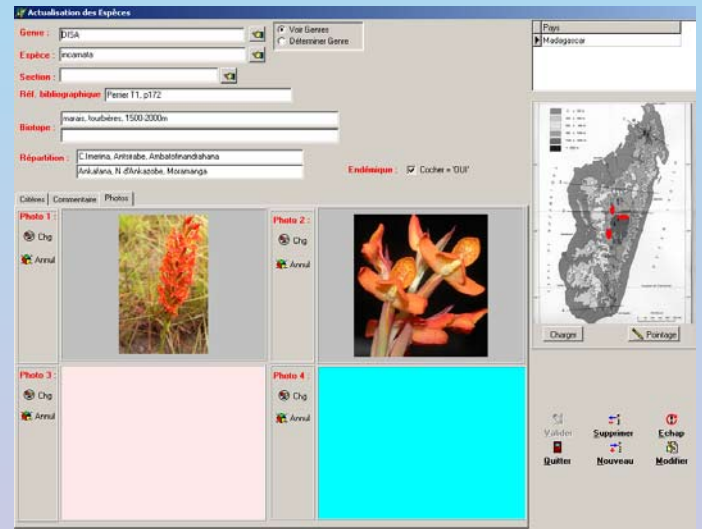 Actualisation des Espèces
Genre : DISA
Voir Genres
Déterminer Genre
Espèce : incarnata
Section :
Réf. bibliographique Perrier T1, p172
Biotope : marais, tourbières, 1500-2000m
Répartition : C.Imerina, Antsirabe, Ambatofinandrahana
Ankafana, N d'Ankazobe, Moramanga
Endémique : Cocher = 'OUI'
Pays
Madagascar
Critères Commentaire Photos
Photo 1 :
Chg
Annul
Photo 2 :
Chg
Annul
Photo 3 :
Chg
Annul
Photo 4 :
Chg
Annul
Charger Pointage
Valider Supprimer Echap
Quitter Nouveau Modifier